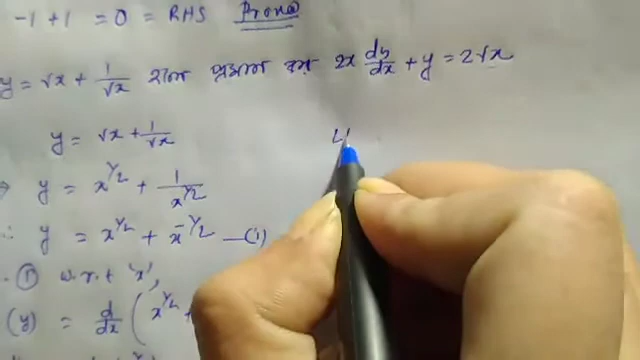 -1 + 1 = 0 = RHS Proved
y = √x + 1/√x হলে প্রমাণ কর 2x dy/dx + y = 2√x
y = √x + 1/√x
⇒ y = x^1/2 + 1/x^1/2
∴ y = x^1/2 + x^-1/2 —(1)
① w.r.t 'x',
(y) = d/dx ( x^1/2